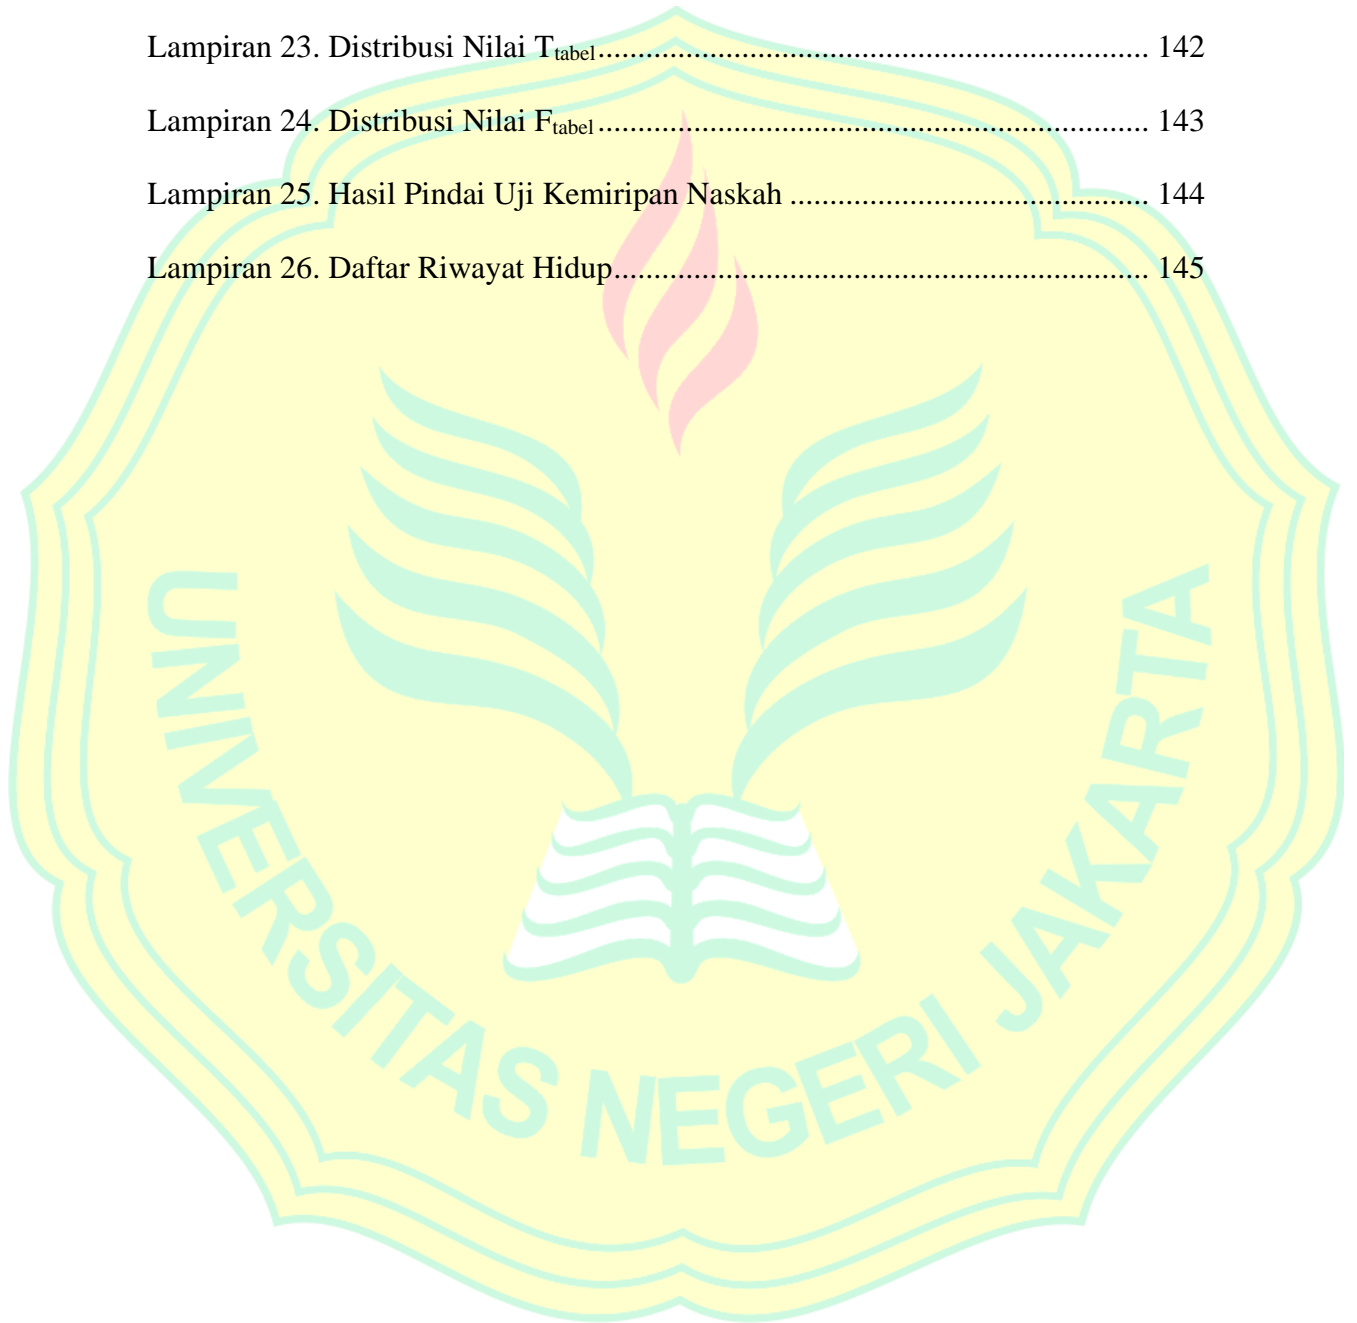 Lampiran 23. Distribusi Nilai Ttabel..................................................................... 142
Lampiran 24. Distribusi Nilai Ftabel ..................................................................... 143
Lampiran 25. Hasil Pindai Uji Kemiripan Naskah ............................................. 144
Lampiran 26. Daftar Riwayat Hidup................................................................... 145
UNIVERSITAS NEGERI JAKARTA